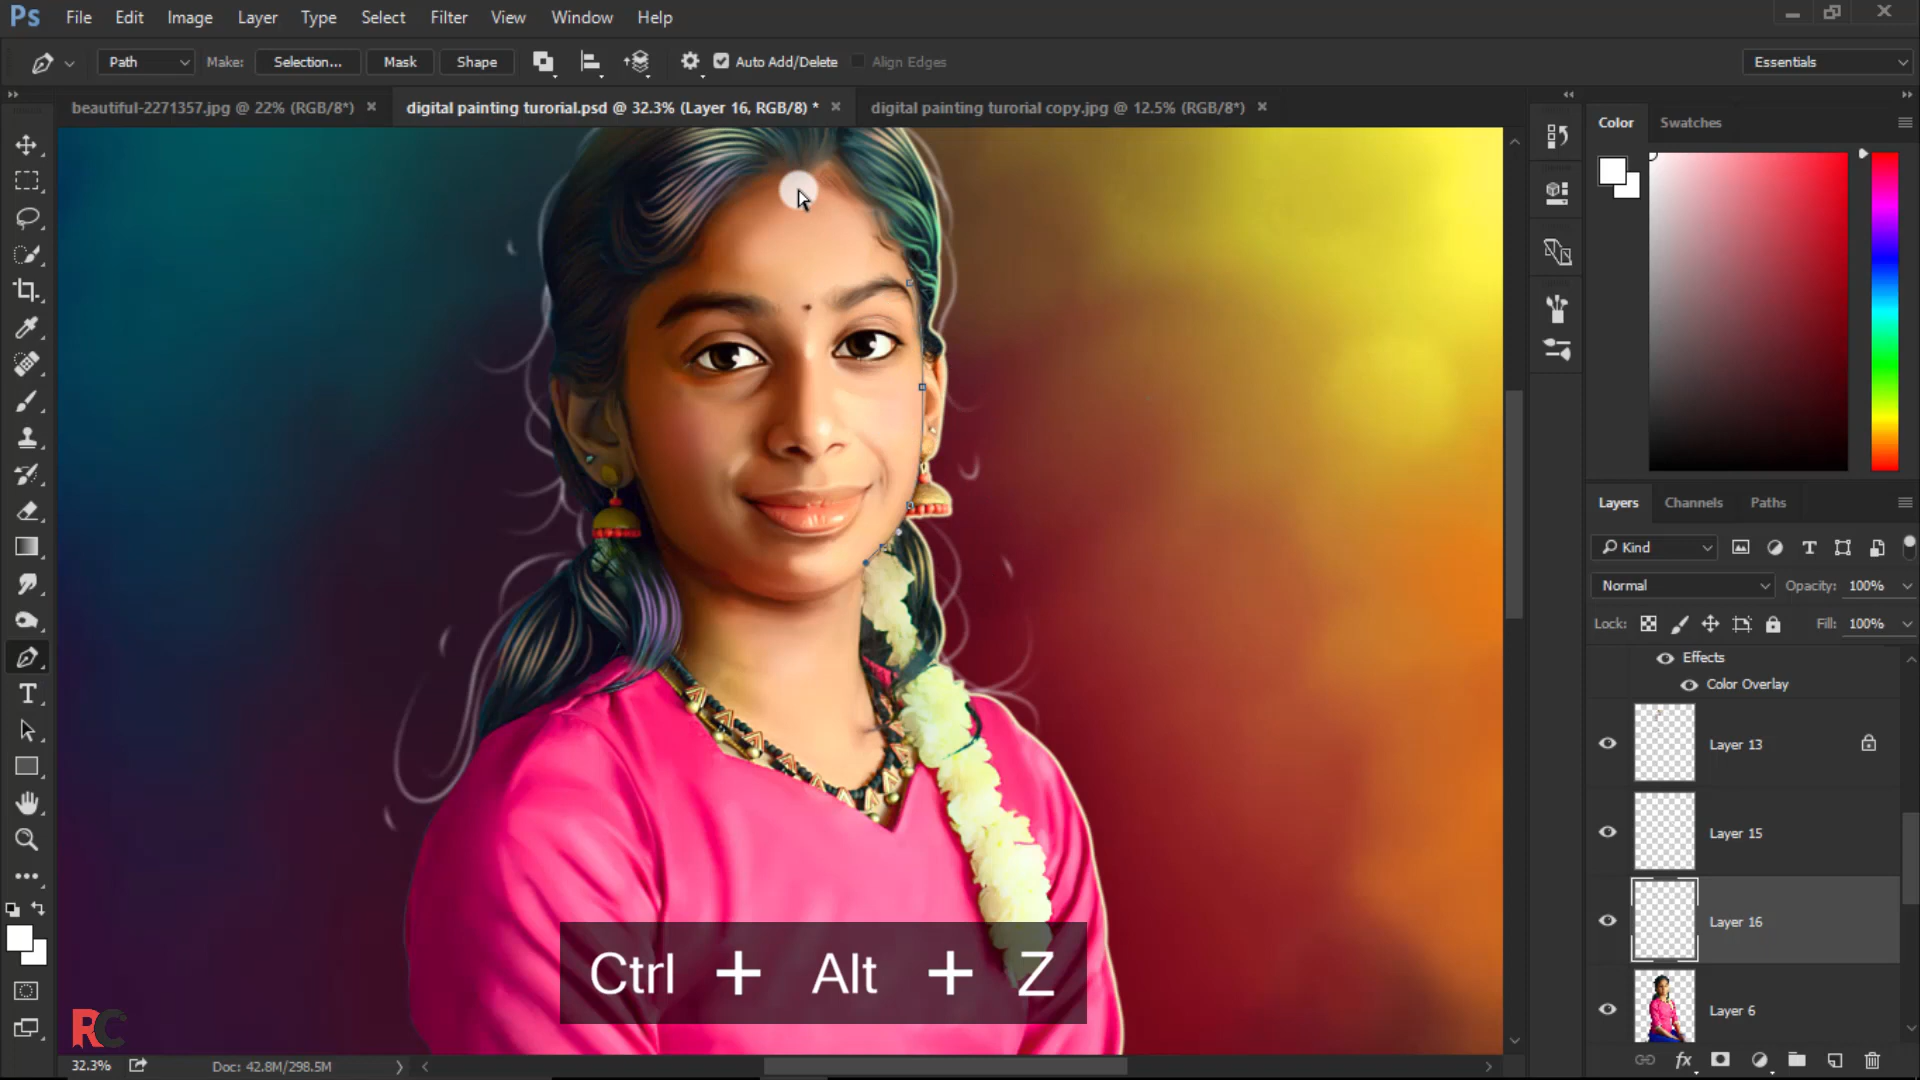 Ps File Edit Image Layer Type Select Filter View Window Help
Path Make: Selection... Mask Shape Auto Add/Delete Align Edges Essentials
beautiful-2271357.jpg @ 22% (RGB/8*) digital painting turorial.psd @ 32.3% (Layer 16, RGB/8) * digital painting turorial copy.jpg @ 12.5% (RGB/8*)
Color Swatches
Layers Channels Paths
Kind
Normal Opacity: 100%
Lock: Fill: 100%
Effects
Color Overlay
Layer 13
Layer 15
Layer 16
Layer 6
Ctrl + Alt + Z
RC
32.3% Doc: 42.8M/298.5M